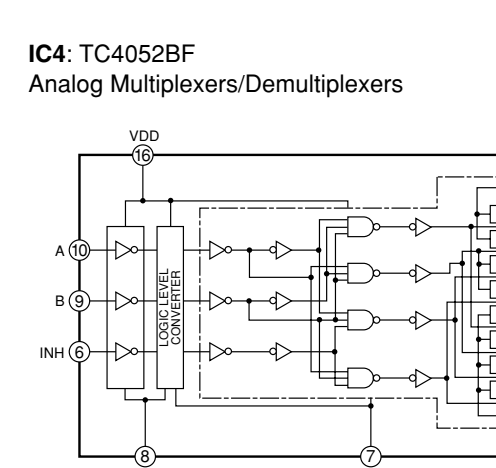 IC4: TC4052BF
Analog Multiplexers/Demultiplexers
VDD
16
A 10
B 9
INH 6
LOGIC LEVEL
CONVERTER
8
7